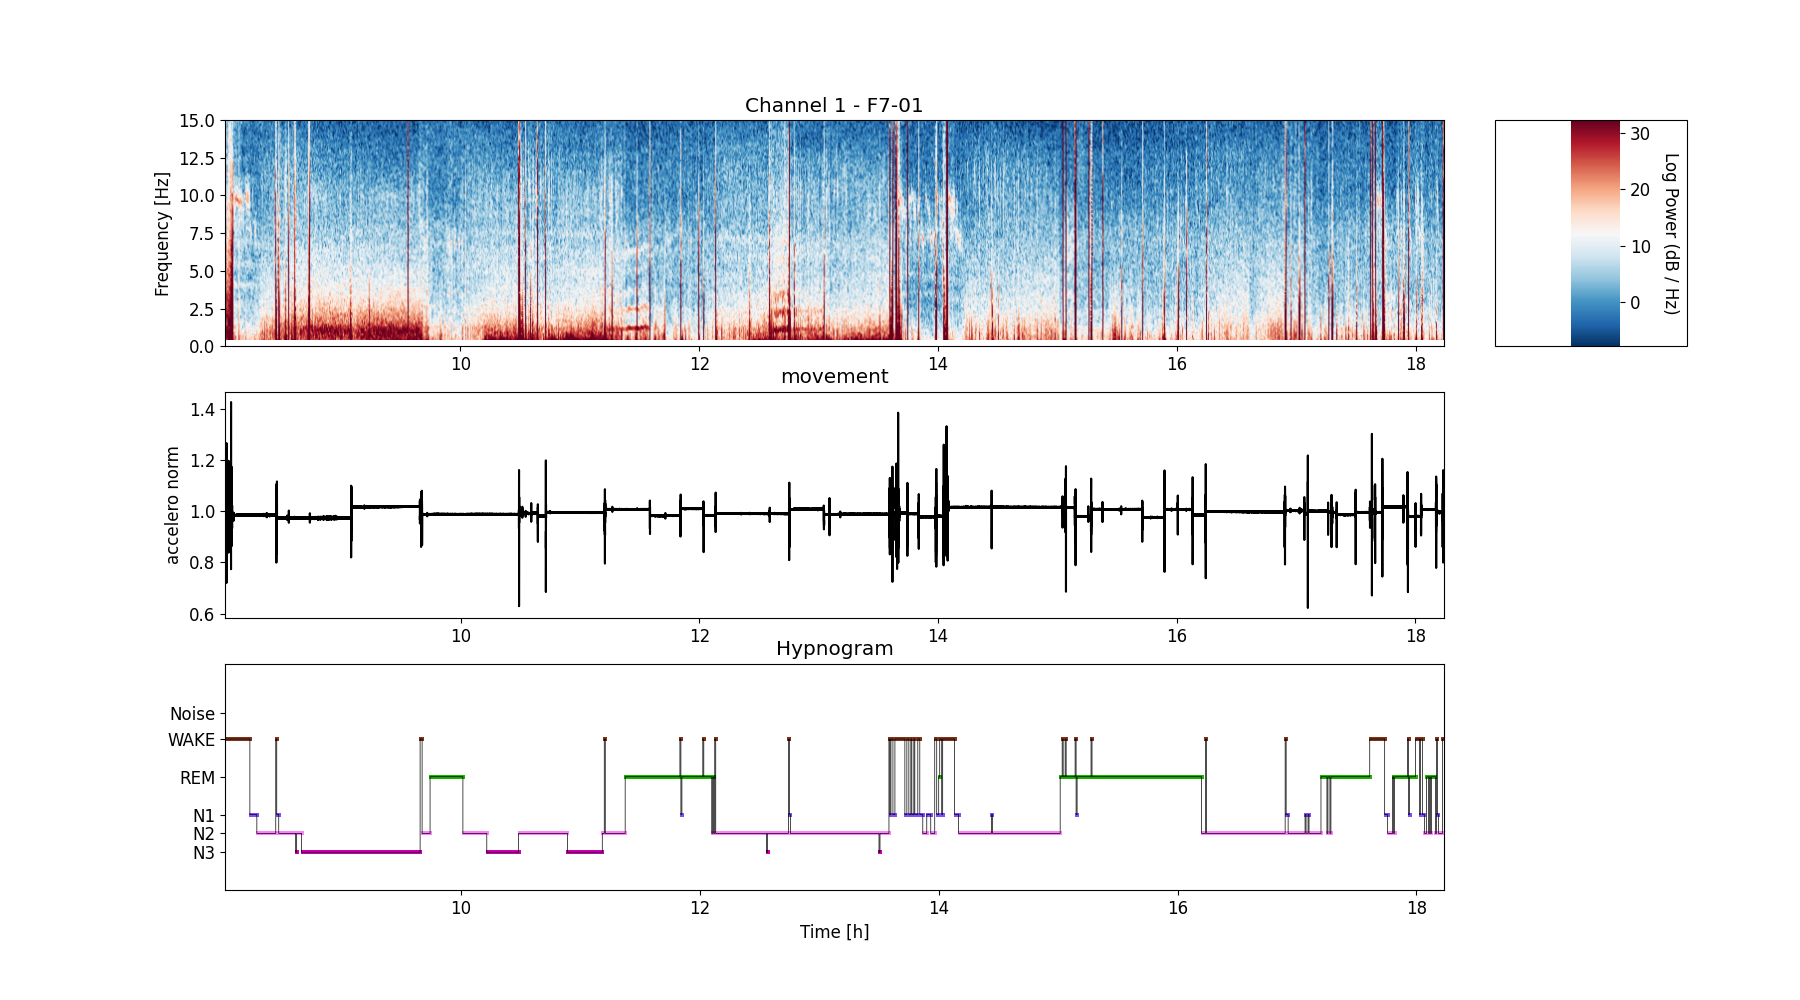 Channel 1 - F7-01
15.0
12.5
10.0
7.5
5.0
2.5
0.0
Frequency [Hz]
10 12 14 16 18
30
20
10
0
Log Power (dB / Hz)
movement
1.4
1.2
1.0
0.8
0.6
accelero norm
10 12 14 16 18
Hypnogram
Noise
WAKE
REM
N1
N2
N3
10 12 14 16 18
Time [h]